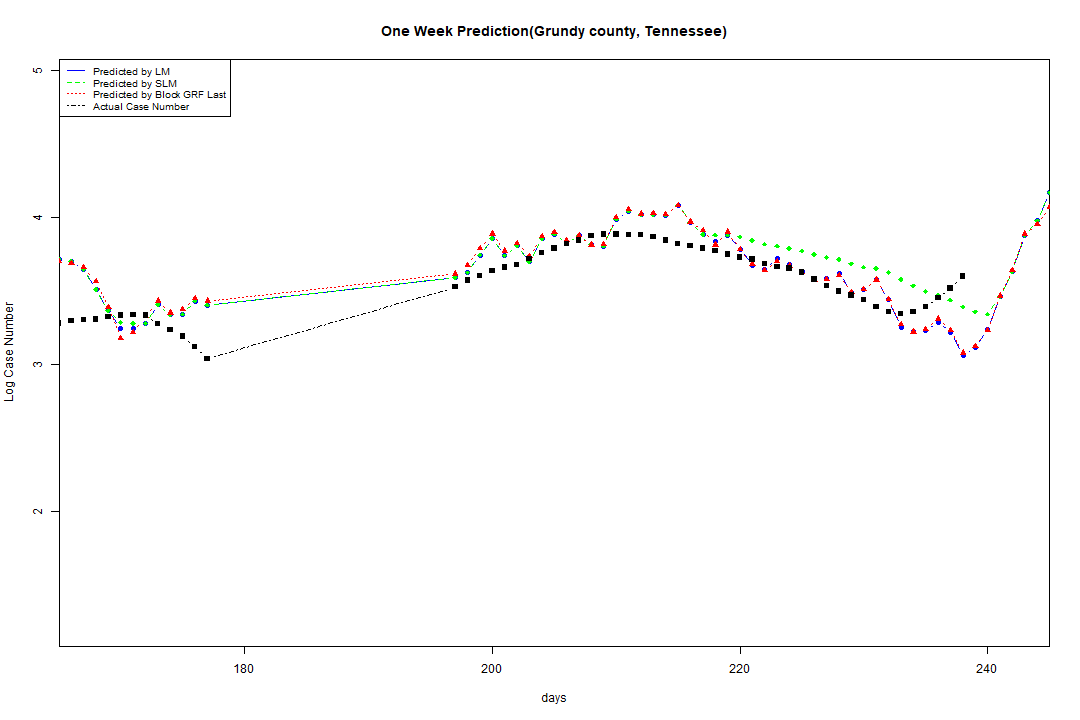 One Week Prediction(Grundy county, Tennessee)
Predicted by LM
Predicted by SLM
Predicted by Block GRF Last
Actual Case Number
5
4
3
2
Log Case Number
180 200 220 240
days